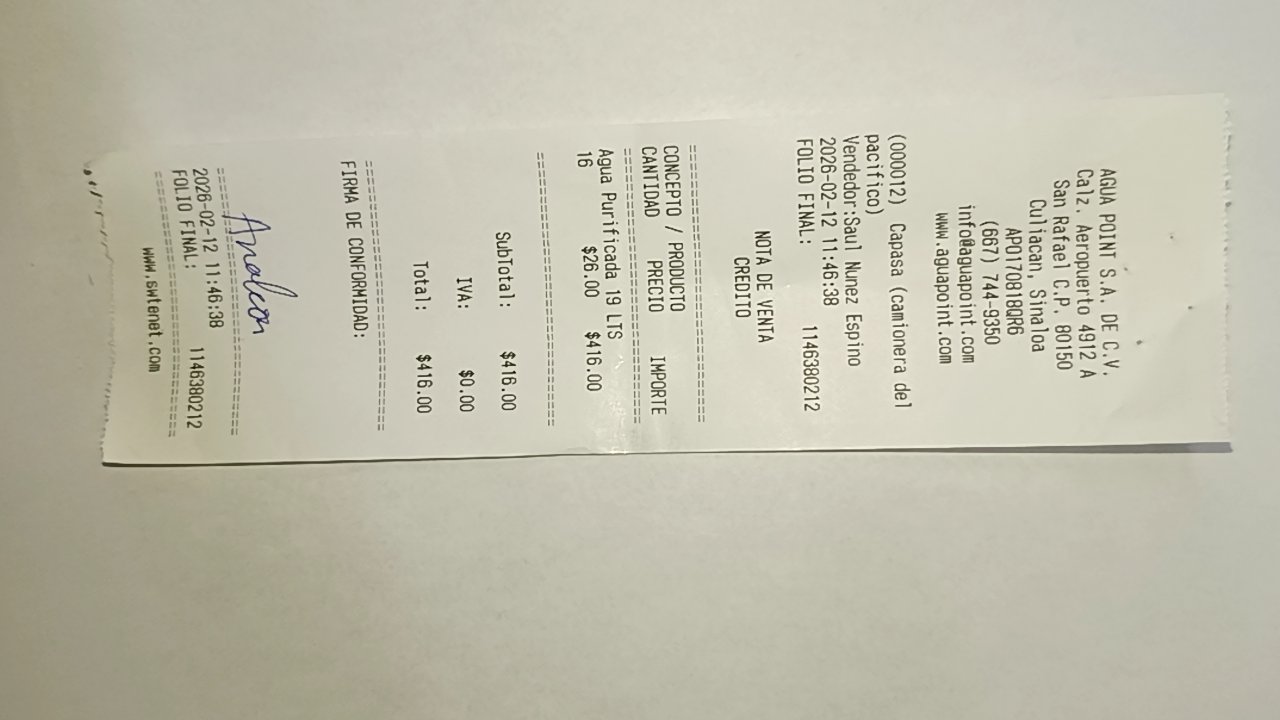 AGUA POINT S.A. DE C.V.
Calz. Aeropuerto 4912 A
San Rafael C.P. 80150
Culiacan, Sinaloa
APO170818QR6
(667) 744-9350
info@aguapoint.com
www.aguapoint.com
(000012) Capasa (camionera del
pacifico)
Vendedor:Saul Nunez Espino
2026-02-12 11:46:38
FOLIO FINAL: 1146380212
NOTA DE VENTA
CREDITO
CONCEPTO / PRODUCTO
CANTIDAD PRECIO IMPORTE
Agua Purificada 19 LTS
16 $26.00 $416.00
SubTotal: $416.00
IVA: $0.00
Total: $416.00
FIRMA DE CONFORMIDAD:
2026-02-12 11:46:38
FOLIO FINAL: 1146380212
www.swtenet.com